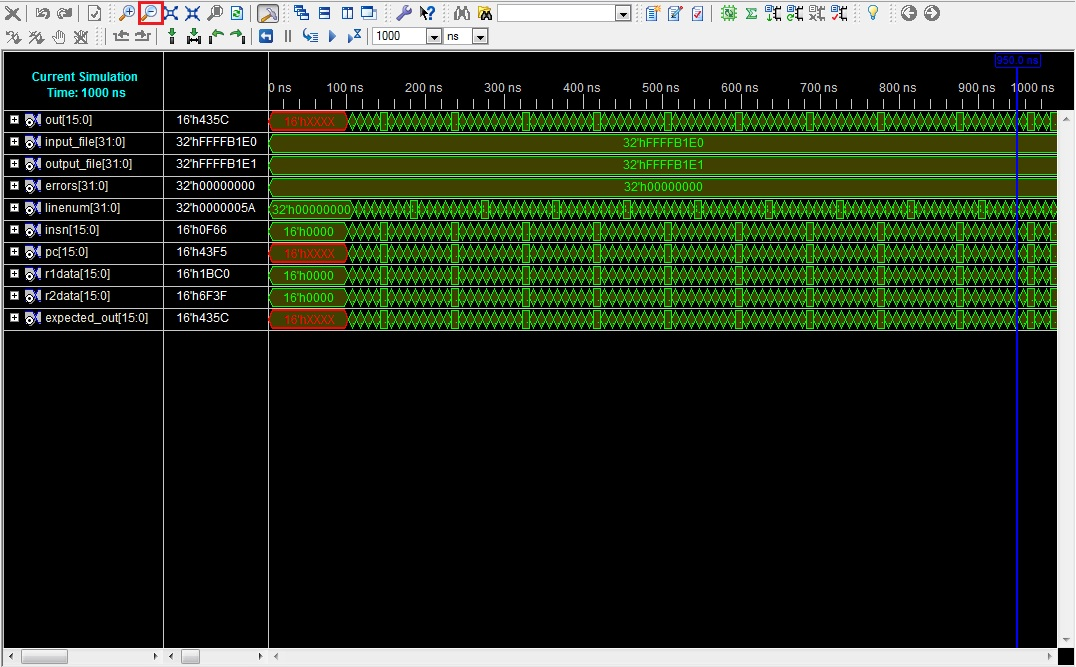 1000 ns
950.0 ns
Current Simulation
Time: 1000 ns
0 ns 100 ns 200 ns 300 ns 400 ns 500 ns 600 ns 700 ns 800 ns 900 ns 1000 ns
out[15:0] 16'h435C 16'hXXXX
input_file[31:0] 32'hFFFFB1E0 32'hFFFFB1E0
output_file[31:0] 32'hFFFFB1E1 32'hFFFFB1E1
errors[31:0] 32'h00000000 32'h00000000
linenum[31:0] 32'h0000005A 32'h00000000
insn[15:0] 16'h0F66 16'h0000
pc[15:0] 16'h43F5 16'hXXXX
r1data[15:0] 16'h1BC0 16'h0000
r2data[15:0] 16'h6F3F 16'h0000
expected_out[15:0] 16'h435C 16'hXXXX